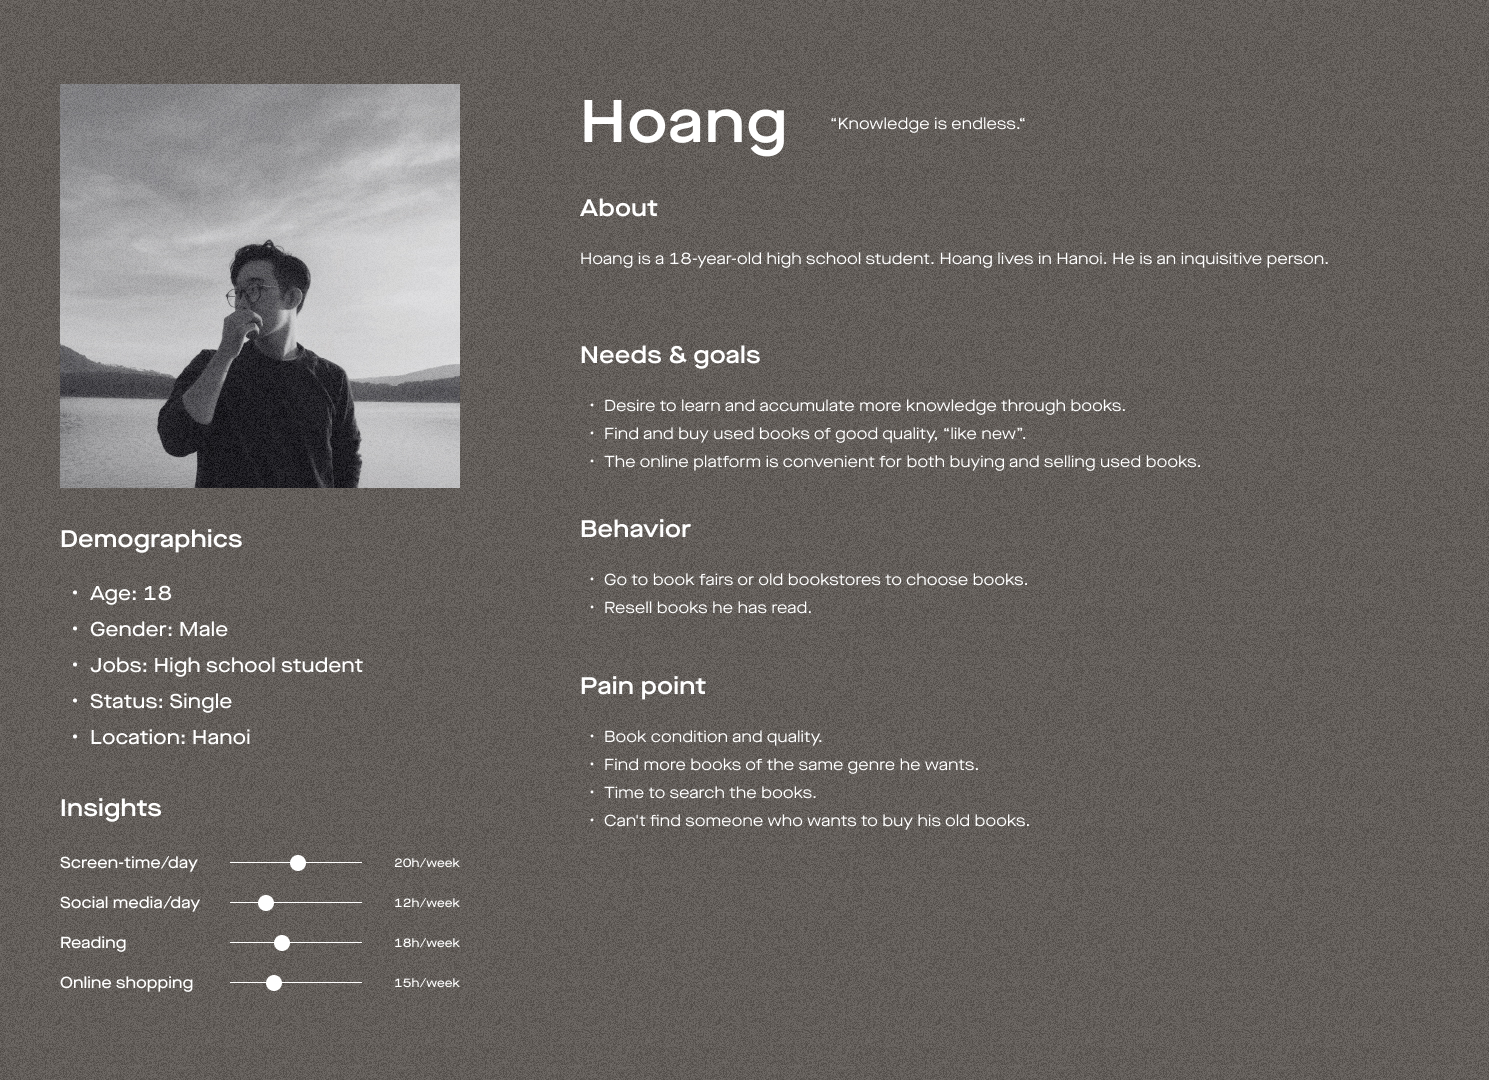 Hoang
“Knowledge is endless.“
About
Hoang is a 18-year-old high school student. Hoang lives in Hanoi. He is an inquisitive person.
Needs & goals
· Desire to learn and accumulate more knowledge through books.
· Find and buy used books of good quality, “like new”.
· The online platform is convenient for both buying and selling used books.
Behavior
· Go to book fairs or old bookstores to choose books.
· Resell books he has read.
Pain point
· Book condition and quality.
· Find more books of the same genre he wants.
· Time to search the books.
· Can't find someone who wants to buy his old books.
Demographics
· Age: 18
· Gender: Male
· Jobs: High school student
· Status: Single
· Location: Hanoi
Insights
Screen-time/day 20h/week
Social media/day 12h/week
Reading 18h/week
Online shopping 15h/week